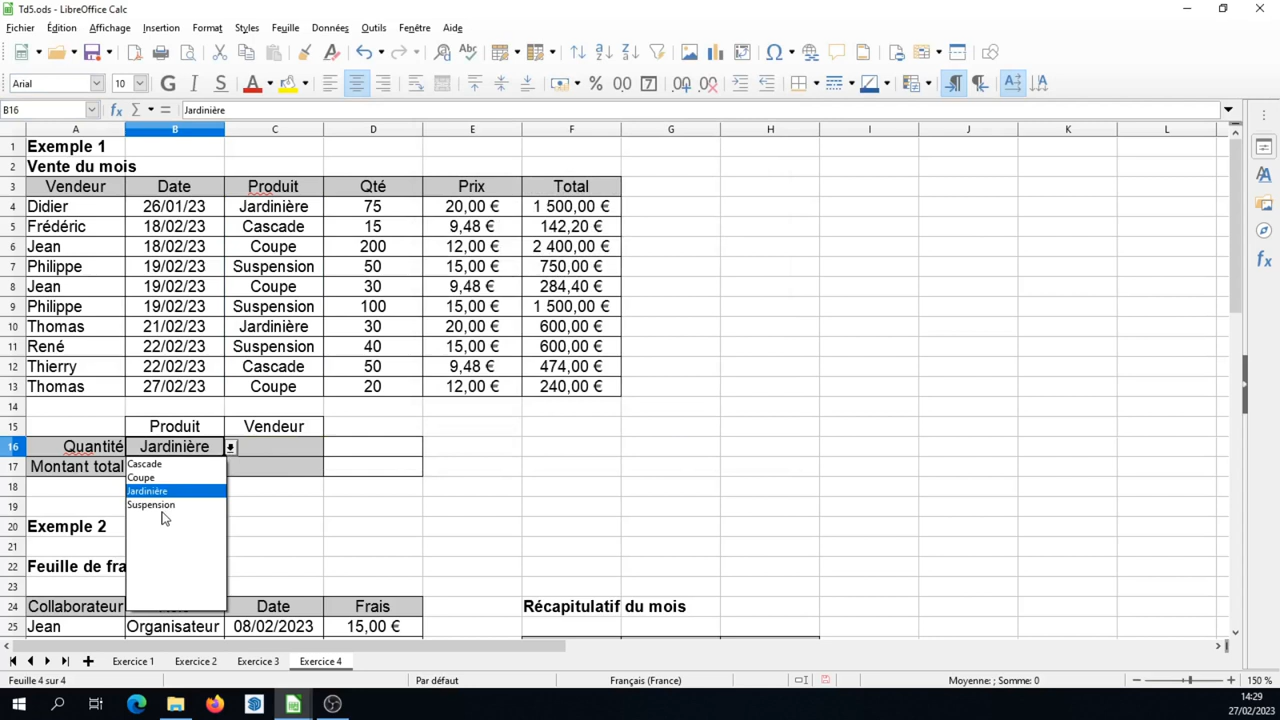 Td5.ods - LibreOffice Calc
Fichier Édition Affichage Insertion Format Styles Feuille Données Outils Fenêtre Aide
Arial 10 G I S A % 0,0 7 ,00 ,00
B16 fx Σ = Jardinière
A B C D E F G H I J K L
1 Exemple 1
2 Vente du mois
3 Vendeur Date Produit Qté Prix Total
4 Didier 26/01/23 Jardinière 75 20,00 € 1 500,00 €
5 Frédéric 18/02/23 Cascade 15 9,48 € 142,20 €
6 Jean 18/02/23 Coupe 200 12,00 € 2 400,00 €
7 Philippe 19/02/23 Suspension 50 15,00 € 750,00 €
8 Jean 19/02/23 Coupe 30 9,48 € 284,40 €
9 Philippe 19/02/23 Suspension 100 15,00 € 1 500,00 €
10 Thomas 21/02/23 Jardinière 30 20,00 € 600,00 €
11 René 22/02/23 Suspension 40 15,00 € 600,00 €
12 Thierry 22/02/23 Cascade 50 9,48 € 474,00 €
13 Thomas 27/02/23 Coupe 20 12,00 € 240,00 €
14
15 Produit Vendeur
16 Quantité Jardinière
17 Montant total
Cascade
Coupe
Jardinière
Suspension
18
19
20 Exemple 2
21
22 Feuille de fra
23
24 Collaborateur Date Frais Récapitulatif du mois
25 Jean Organisateur 08/02/2023 15,00 €
Exercice 1 Exercice 2 Exercice 3 Exercice 4
Feuille 4 sur 4 Par défaut Français (France) Moyenne: ; Somme: 0 150 %
14:29
27/02/2023